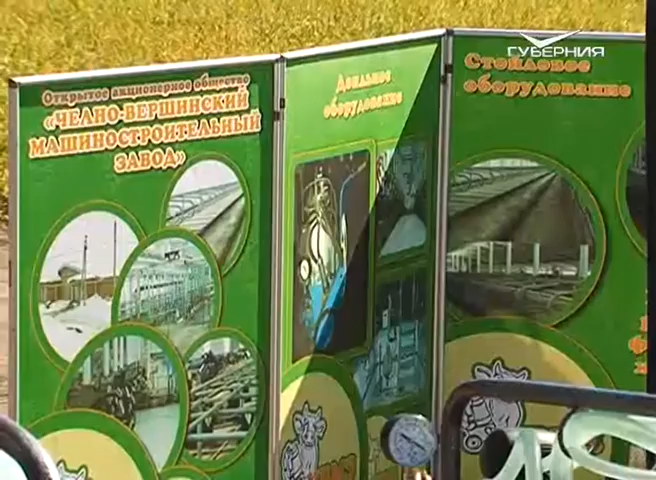 ГУБЕРНИЯ
Открытое акционерное общество
«ЧЕЛНО-ВЕРШИНСКИЙ
МАШИНОСТРОИТЕЛЬНЫЙ
ЗАВОД»
Доильное
оборудование
Стойловое
оборудование